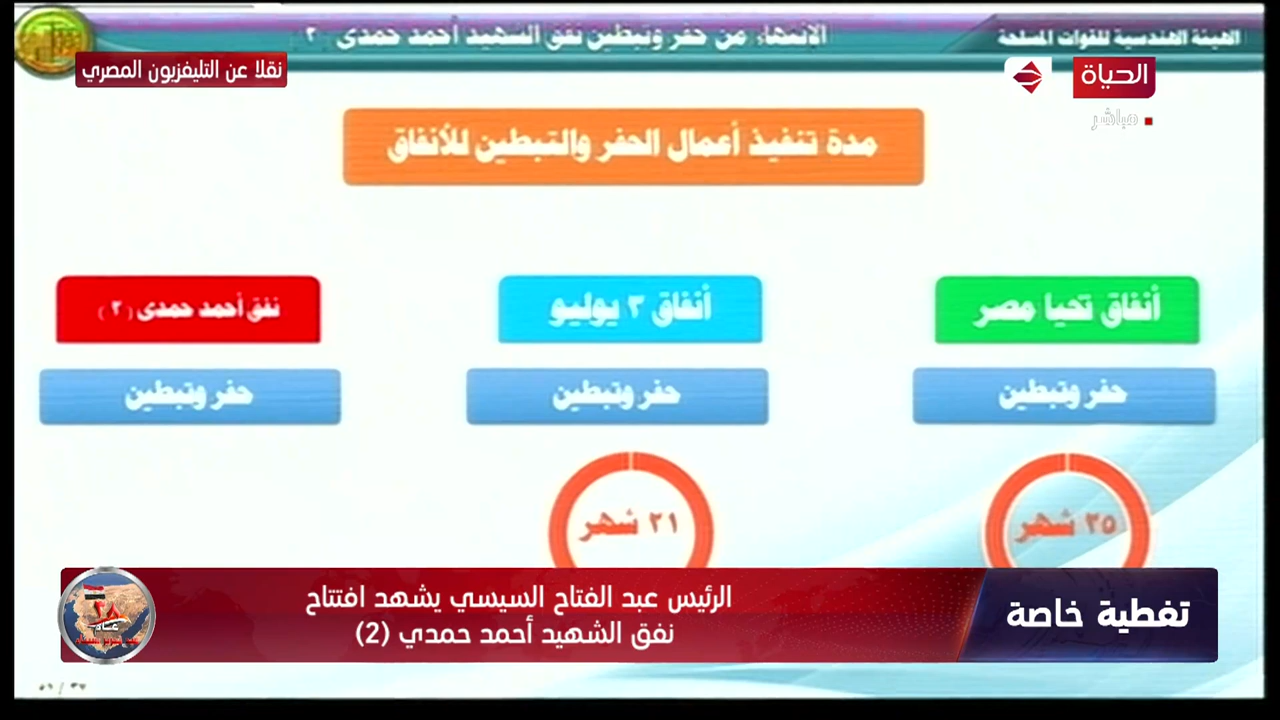 الهيئة الهندسية للقوات المسلحة
الانتهاء من حفر وتبطين نفق الشهيد أحمد حمدى ٢
نقلا عن التليفزيون المصري
الحياة
مباشر
مدة تنفيذ أعمال الحفر والتبطين للأنفاق
أنفاق تحيا مصر
أنفاق ٣ يوليو
نفق أحمد حمدى (٢)
حفر وتبطين
حفر وتبطين
حفر وتبطين
٢٥ شهر
٢١ شهر
تغطية خاصة
الرئيس عبد الفتاح السيسي يشهد افتتاح
نفق الشهيد أحمد حمدي (2)